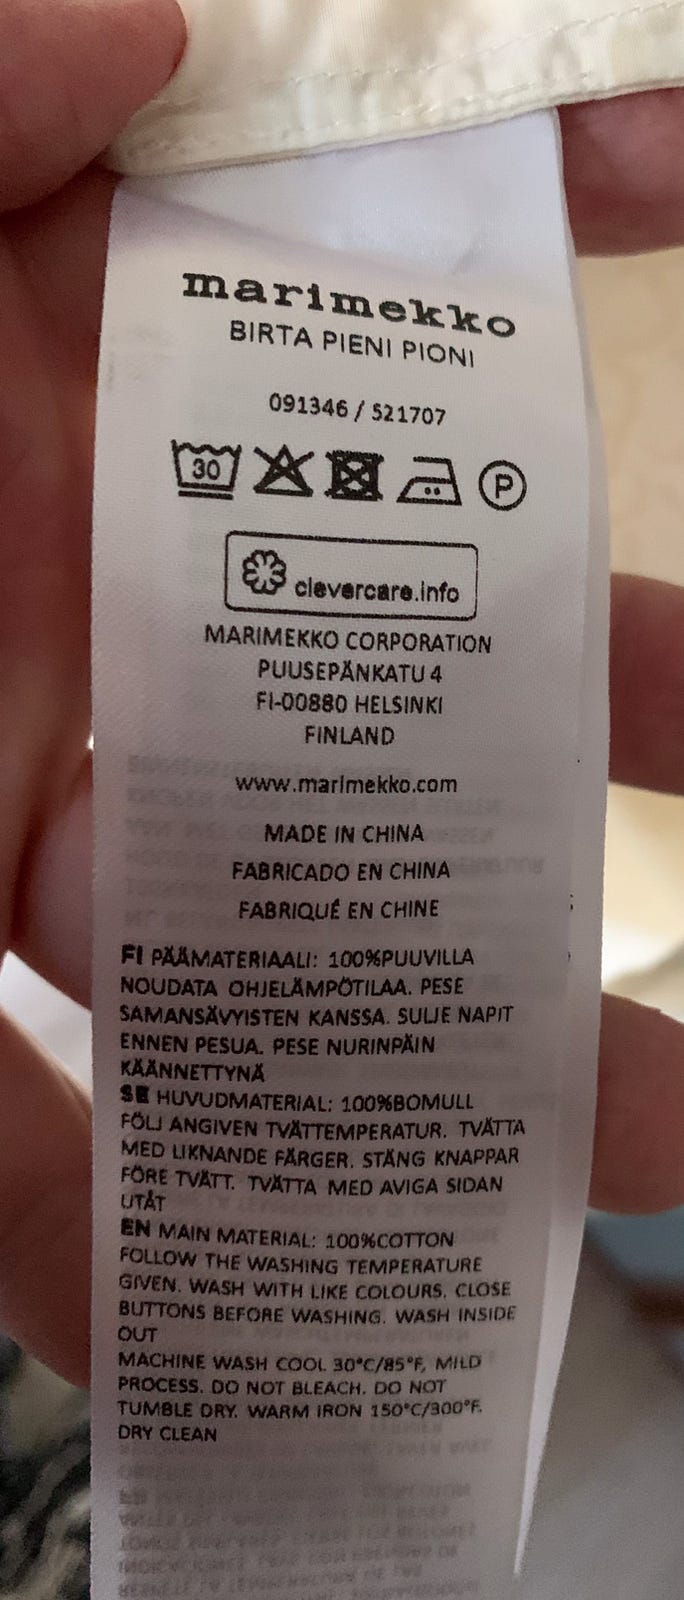 marimekko
BIRTA PIENI PIONI
091346 / S21707
30
P
clevercare.info
MARIMEKKO CORPORATION
PUUSEPÄNKATU 4
FI-00880 HELSINKI
FINLAND
www.marimekko.com
MADE IN CHINA
FABRICADO EN CHINA
FABRIQUÉ EN CHINE
FI PÄÄMATERIAALI: 100%PUUVILLA
NOUDATA OHJELÄMPÖTILAA. PESE
SAMANSÄVYISTEN KANSSA. SULJE NAPIT
ENNEN PESUA. PESE NURINPÄIN
KÄÄNNETTYNÄ
SE HUVUDMATERIAL: 100%BOMULL
FÖLJ ANGIVEN TVÄTTEMPERATUR. TVÄTTA
MED LIKNANDE FÄRGER. STÄNG KNAPPAR
FÖRE TVÄTT. TVÄTTA MED AVIGA SIDAN
UTÅT
EN MAIN MATERIAL: 100%COTTON
FOLLOW THE WASHING TEMPERATURE
GIVEN. WASH WITH LIKE COLOURS. CLOSE
BUTTONS BEFORE WASHING. WASH INSIDE
OUT
MACHINE WASH COOL 30°C/85°F, MILD
PROCESS. DO NOT BLEACH. DO NOT
TUMBLE DRY. WARM IRON 150°C/300°F.
DRY CLEAN